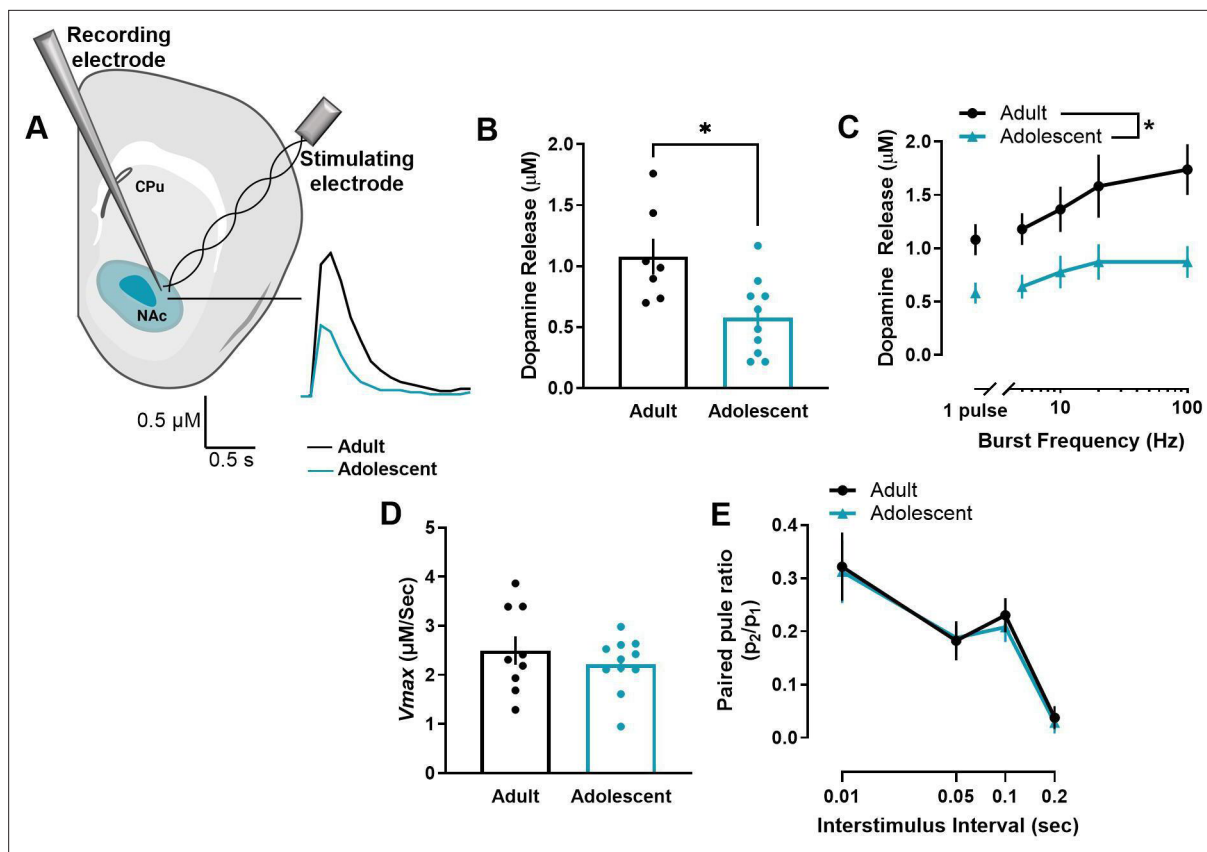 A
Recording
electrode
Stimulating
electrode
CPu
NAc
0.5 µM
0.5 s
Adult
Adolescent
B
*
Dopamine Release (µM)
2.0
1.5
1.0
0.5
0.0
Adult Adolescent
C
Adult
Adolescent
*
Dopamine Release (µM)
2.0
1.5
1.0
0.5
0.0
1 pulse 10 100
Burst Frequency (Hz)
D
Vmax (µM/Sec)
5
4
3
2
1
0
Adult Adolescent
E
Adult
Adolescent
Paired pule ratio
(p₂/p₁)
0.4
0.3
0.2
0.1
0.0
0.01 0.05 0.1 0.2
Interstimulus Interval (sec)